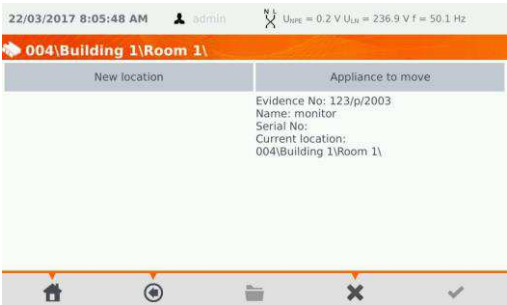 22/03/2017 8:05:48 AM admin N L UNPE = 0.2 V ULN = 236.9 V f = 50.1 Hz
004\Building 1\Room 1\
New location Appliance to move
Evidence No: 123/p/2003
Name: monitor
Serial No:
Current location:
004\Building 1\Room 1\